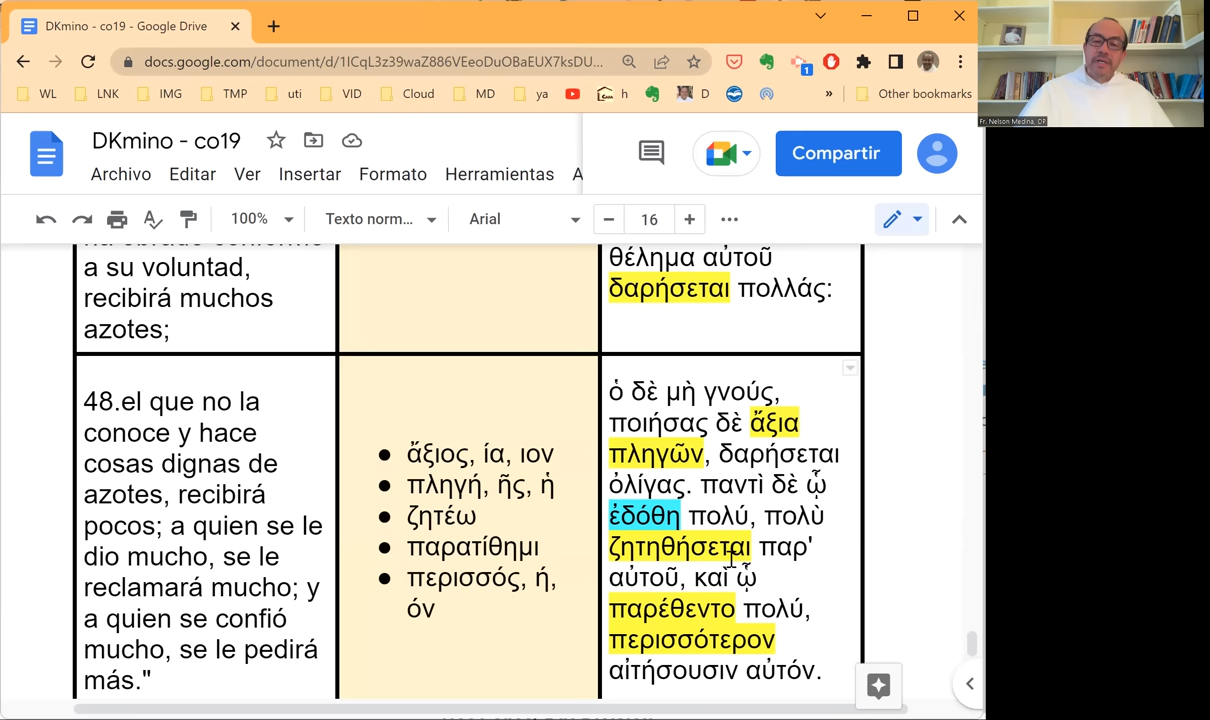 DKmino - co19 - Google Drive
docs.google.com/document/d/1ICqL3z39waZ886VEeoDuOBaEUX7ksDU...
WL
LNK
IMG
TMP
uti
VID
Cloud
MD
ya
h
D
»
Other bookmarks
Fr. Nelson Medina, OP
DKmino - co19
Archivo Editar Ver Insertar Formato Herramientas A
Compartir
100%
Texto norm...
Arial
16
a su voluntad,
recibirá muchos
azotes;
θέλημα αὐτοῦ
δαρήσεται πολλάς:
48.el que no la
conoce y hace
cosas dignas de
azotes, recibirá
pocos; a quien se le
dio mucho, se le
reclamará mucho; y
a quien se confió
mucho, se le pedirá
más."
● ἄξιος, ία, ιον
● πληγή, ῆς, ἡ
● ζητέω
● παρατίθημι
● περισσός, ή,
όν
ὁ δὲ μὴ γνούς,
ποιήσας δὲ ἄξια
πληγῶν, δαρήσεται
ὀλίγας. παντὶ δὲ ᾧ
ἐδόθη πολύ, πολὺ
ζητηθήσεται παρ'
αὐτοῦ, καὶ ᾧ
παρέθεντο πολύ,
περισσότερον
αἰτήσουσιν αὐτόν.